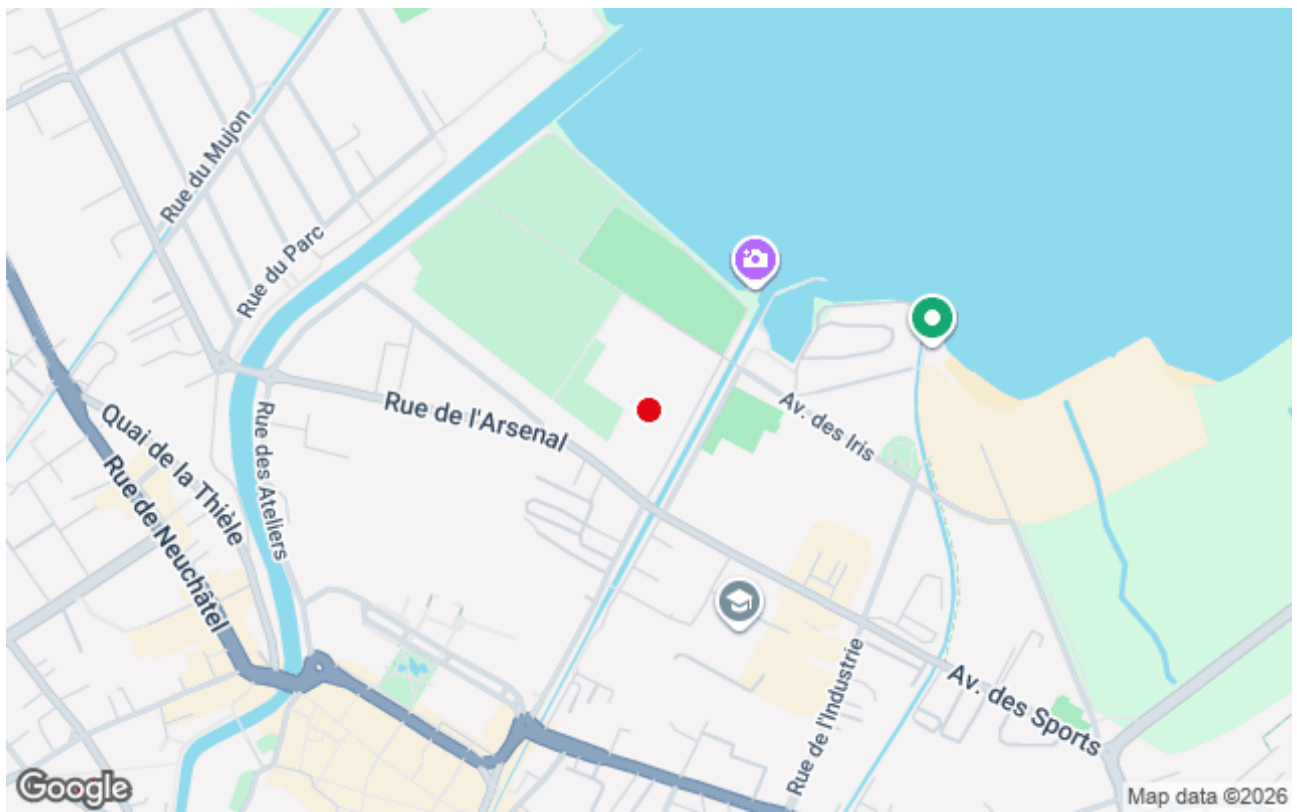 Rue du Mujon
Rue du Parc
Rue de l'Arsenal
Av. des Iris
Quai de la Thièle
Rue des Ateliers
Rue de Neuchâtel
Rue de l'Industrie
Av. des Sports
Google
Map data ©2026